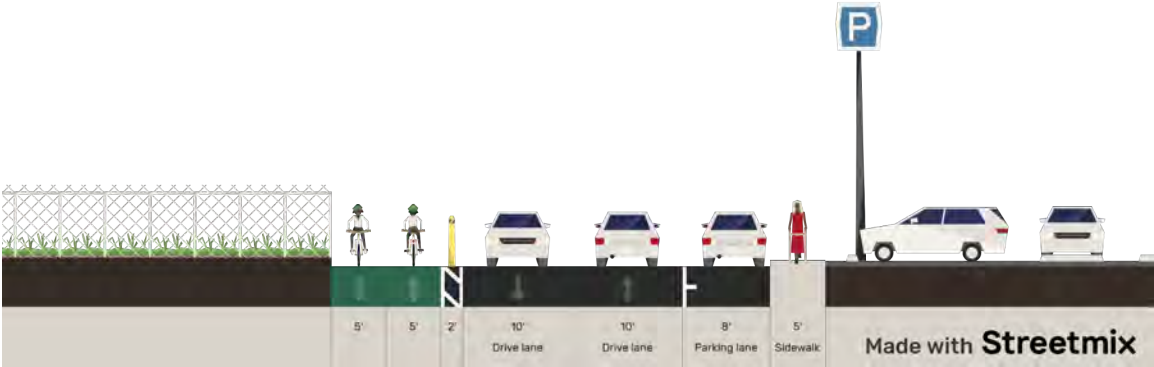 P
5'
5'
2'
10'
10'
8'
5'
Drive lane
Drive lane
Parking lane
Sidewalk
Made with Streetmix